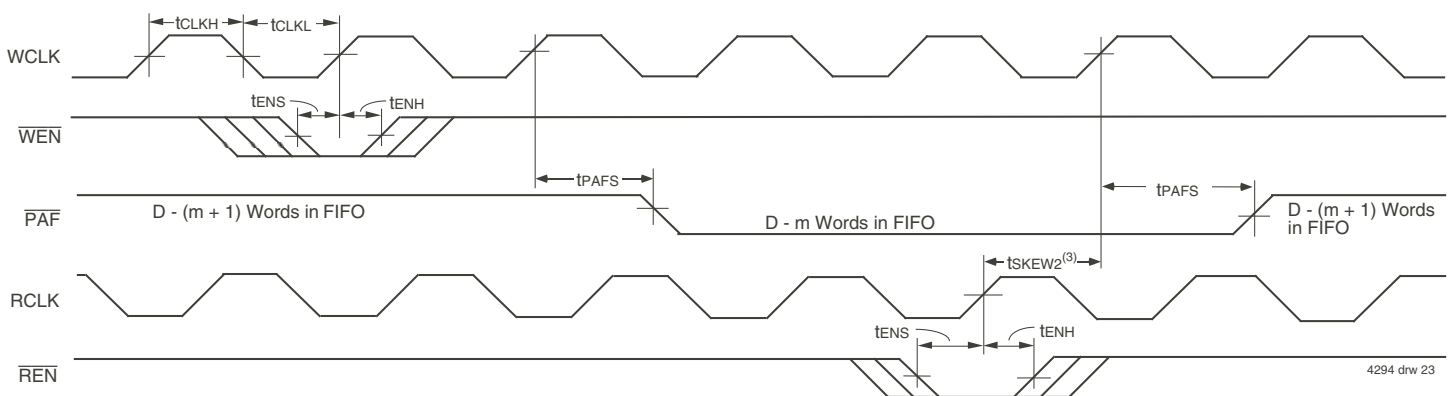 tCLKH
tCLKL
WCLK
tENS
tENH
WEN
tPAFS
tPAFS
PAF
D - (m + 1) Words in FIFO
D - m Words in FIFO
D - (m + 1) Words
in FIFO
tSKEW2(3)
RCLK
tENS
tENH
REN
4294 drw 23